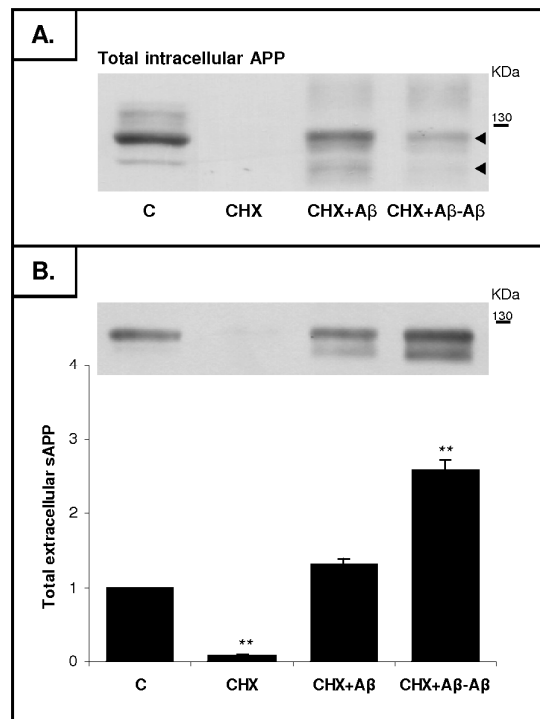 A.
Total intracellular APP
KDa
130
C CHX CHX+Aβ CHX+Aβ-Aβ
B.
KDa
130
4
3
2
1
0
Total extracellular sAPP
**
**
C CHX CHX+Aβ CHX+Aβ-Aβ